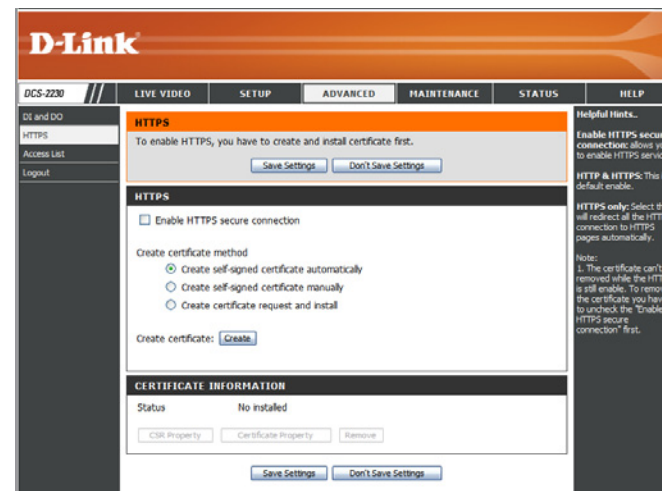 D-Link
DCS-2230
LIVE VIDEO
SETUP
ADVANCED
MAINTENANCE
STATUS
HELP
DI and DO
HTTPS
Access List
Logout
HTTPS
To enable HTTPS, you have to create and install certificate first.
Save Settings
Don't Save Settings
HTTPS
Enable HTTPS secure connection
Create certificate method
Create self-signed certificate automatically
Create self-signed certificate manually
Create certificate request and install
Create certificate:
Create
CERTIFICATE INFORMATION
Status
No installed
CSR Property
Certificate Property
Remove
Save Settings
Don't Save Settings
Helpful Hints..
Enable HTTPS secur
connection: allows yo
to enable HTTPS servic
HTTP & HTTPS: This
default enable.
HTTPS only: Select th
will redirect all the HTT
connection to HTTPS
pages automatically.
Note:
1. The certificate can't
removed while the HTT
is still enable. To remov
the certificate you hav
to uncheck the "Enable
HTTPS secure
connection" first.